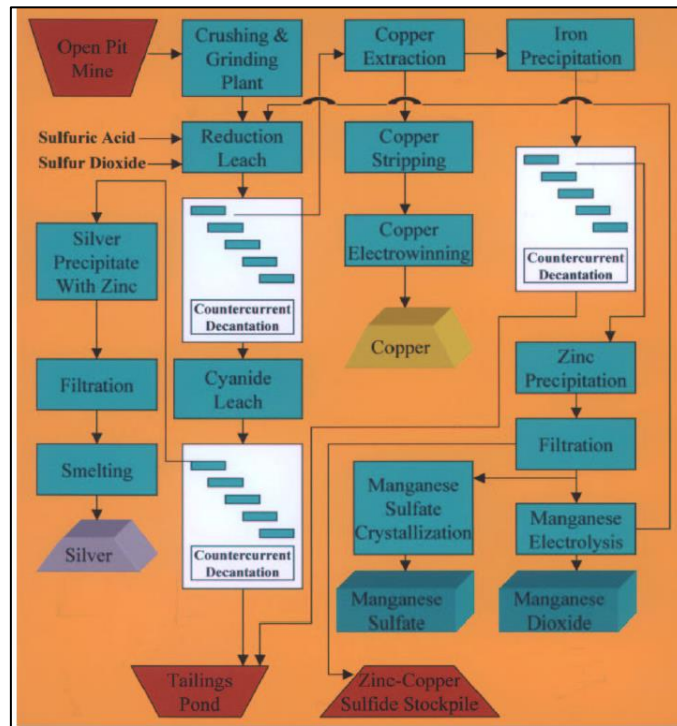 Open Pit
Mine
Crushing &
Grinding
Plant
Copper
Extraction
Iron
Precipitation
Sulfuric Acid
Sulfur Dioxide
Reduction
Leach
Copper
Stripping
Silver
Precipitate
With Zinc
Copper
Electrowinning
Countercurrent
Decantation
Countercurrent
Decantation
Copper
Zinc
Precipitation
Filtration
Cyanide
Leach
Filtration
Smelting
Manganese
Sulfate
Crystallization
Manganese
Electrolysis
Silver
Countercurrent
Decantation
Manganese
Sulfate
Manganese
Dioxide
Tailings
Pond
Zinc-Copper
Sulfide Stockpile